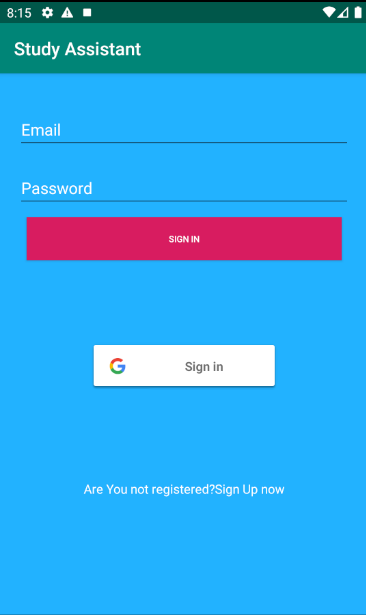 8:15
Study Assistant
Email
Password
SIGN IN
Sign in
Are You not registered?Sign Up now